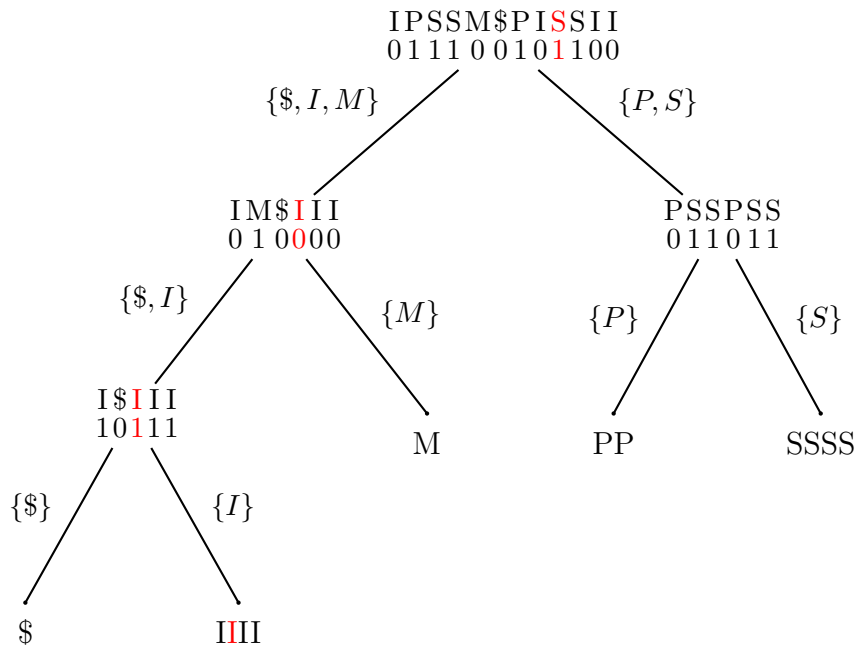 IPSSM$PISSII
011100101100
{$, I, M}
{P, S}
IM$III
010000
PSSPSS
011011
{$, I}
{M}
{P}
{S}
I$III
10111
M
PP
SSSS
{$}
{I}
$
IIII